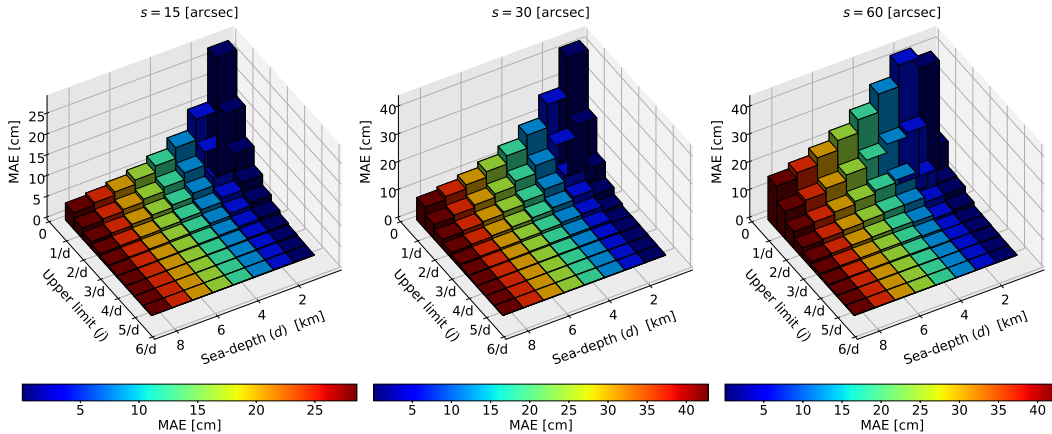 s = 15 [arcsec]
MAE [cm]
25
20
15
10
5
0
0
1/d
2/d
3/d
4/d
5/d
6/d
Upper limit (j)
8
6
4
2
Sea-depth (d) [km]
5 10 15 20 25
MAE [cm]
s = 30 [arcsec]
MAE [cm]
40
30
20
10
0
0
1/d
2/d
3/d
4/d
5/d
6/d
Upper limit (j)
8
6
4
2
Sea-depth (d) [km]
5 10 15 20 25 30 35 40
MAE [cm]
s = 60 [arcsec]
MAE [cm]
40
30
20
10
0
0
1/d
2/d
3/d
4/d
5/d
6/d
Upper limit (j)
8
6
4
2
Sea-depth (d) [km]
5 10 15 20 25 30 35 40
MAE [cm]